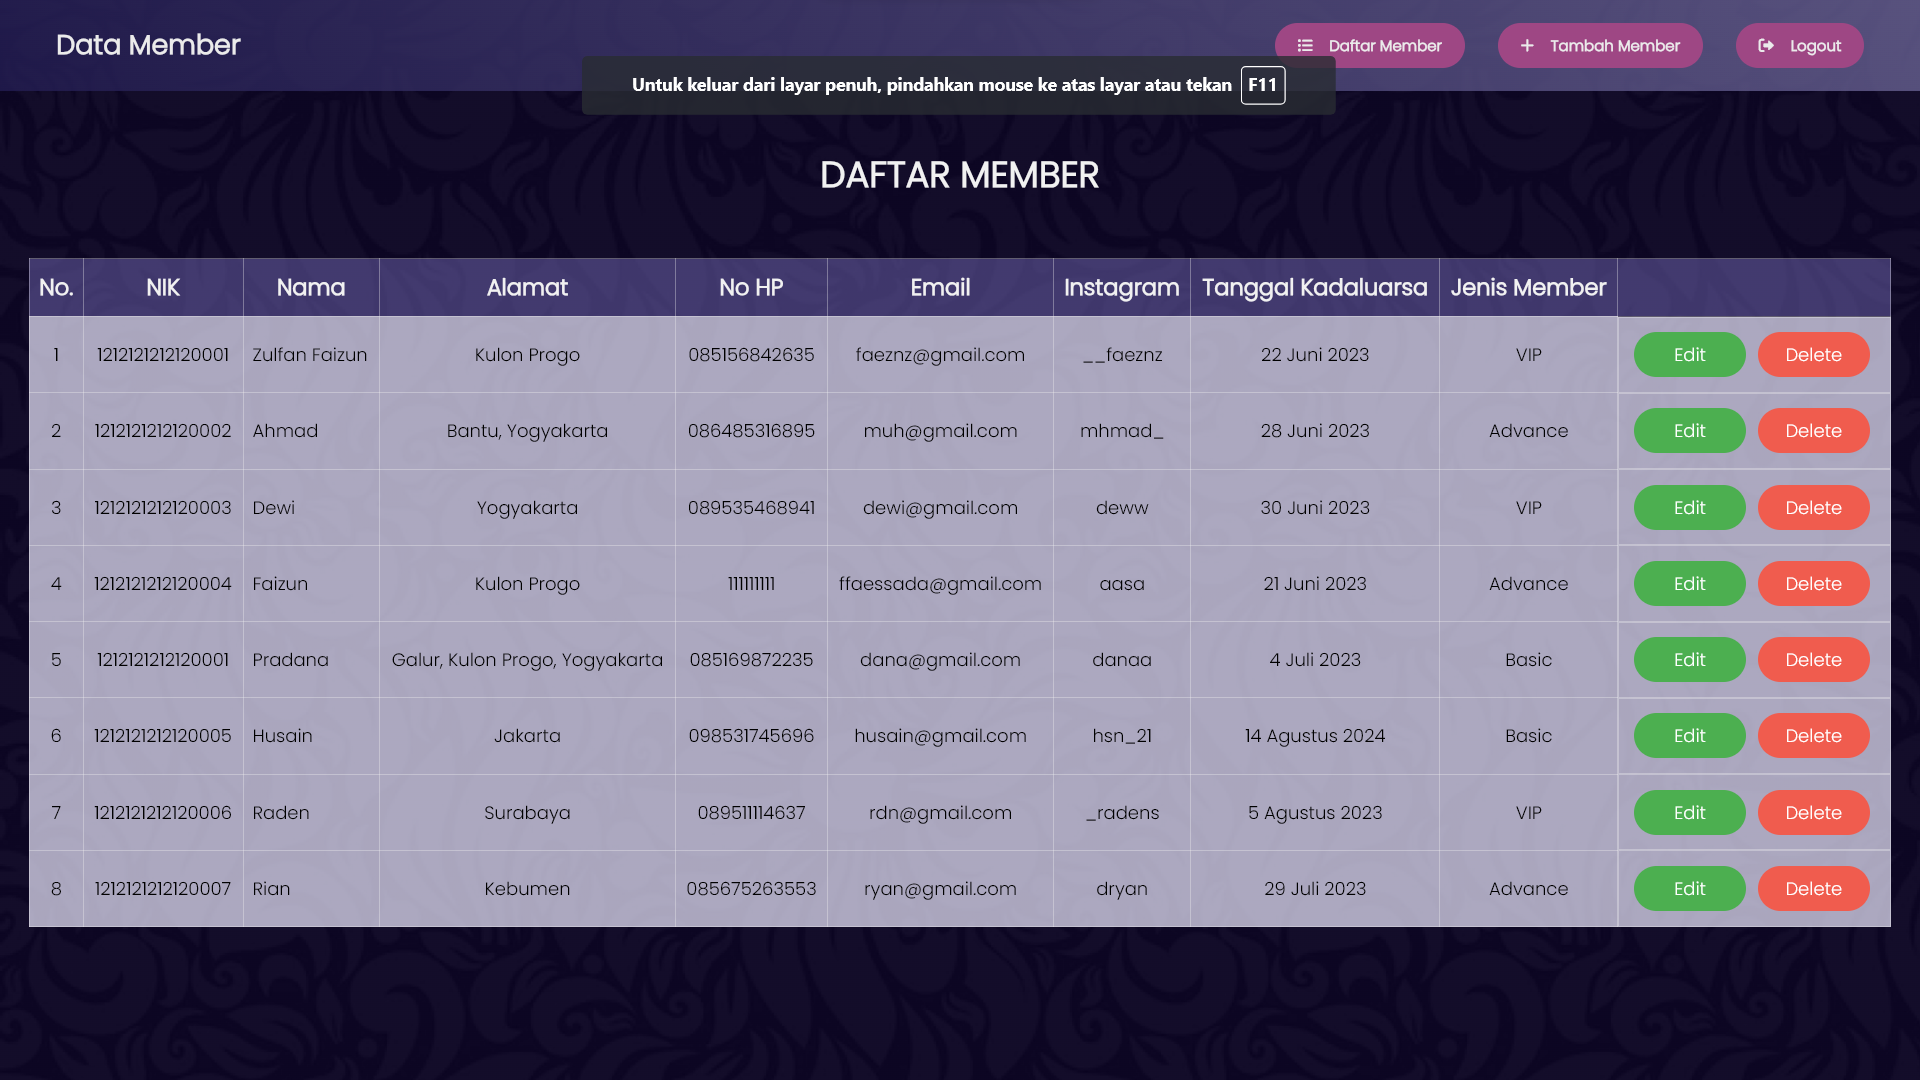 Data Member
Daftar Member
Tambah Member
Logout
Untuk keluar dari layar penuh, pindahkan mouse ke atas layar atau tekan F11
DAFTAR MEMBER
No. NIK Nama Alamat No HP Email Instagram Tanggal Kadaluarsa Jenis Member
1 1212121212120001 Zulfan Faizun Kulon Progo 085156842635 faeznz@gmail.com __faeznz 22 Juni 2023 VIP Edit Delete
2 1212121212120002 Ahmad Bantu, Yogyakarta 086485316895 muh@gmail.com mhmad_ 28 Juni 2023 Advance Edit Delete
3 1212121212120003 Dewi Yogyakarta 089535468941 dewi@gmail.com deww 30 Juni 2023 VIP Edit Delete
4 1212121212120004 Faizun Kulon Progo 1111111111 ffaessada@gmail.com aasa 21 Juni 2023 Advance Edit Delete
5 1212121212120001 Pradana Galur, Kulon Progo, Yogyakarta 085169872235 dana@gmail.com danaa 4 Juli 2023 Basic Edit Delete
6 1212121212120005 Husain Jakarta 098531745696 husain@gmail.com hsn_21 14 Agustus 2024 Basic Edit Delete
7 1212121212120006 Raden Surabaya 089511114637 rdn@gmail.com _radens 5 Agustus 2023 VIP Edit Delete
8 1212121212120007 Rian Kebumen 085675263553 ryan@gmail.com dryan 29 Juli 2023 Advance Edit Delete